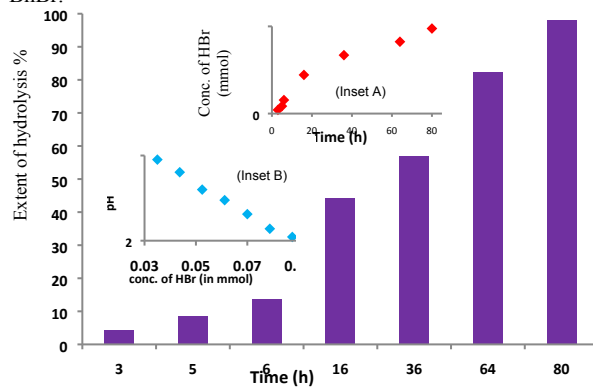 BnBr.
100
90
80
70
60
50
40
30
20
10
0
Extent of hydrolysis %
3 5 6 16 36 64 80
Time (h)
Conc. of HBr
(mmol)
0
(Inset A)
0 20 40 60 80
Time (h)
pH
2
(Inset B)
0.03 0.05 0.07 0.
conc. of HBr (in mmol)